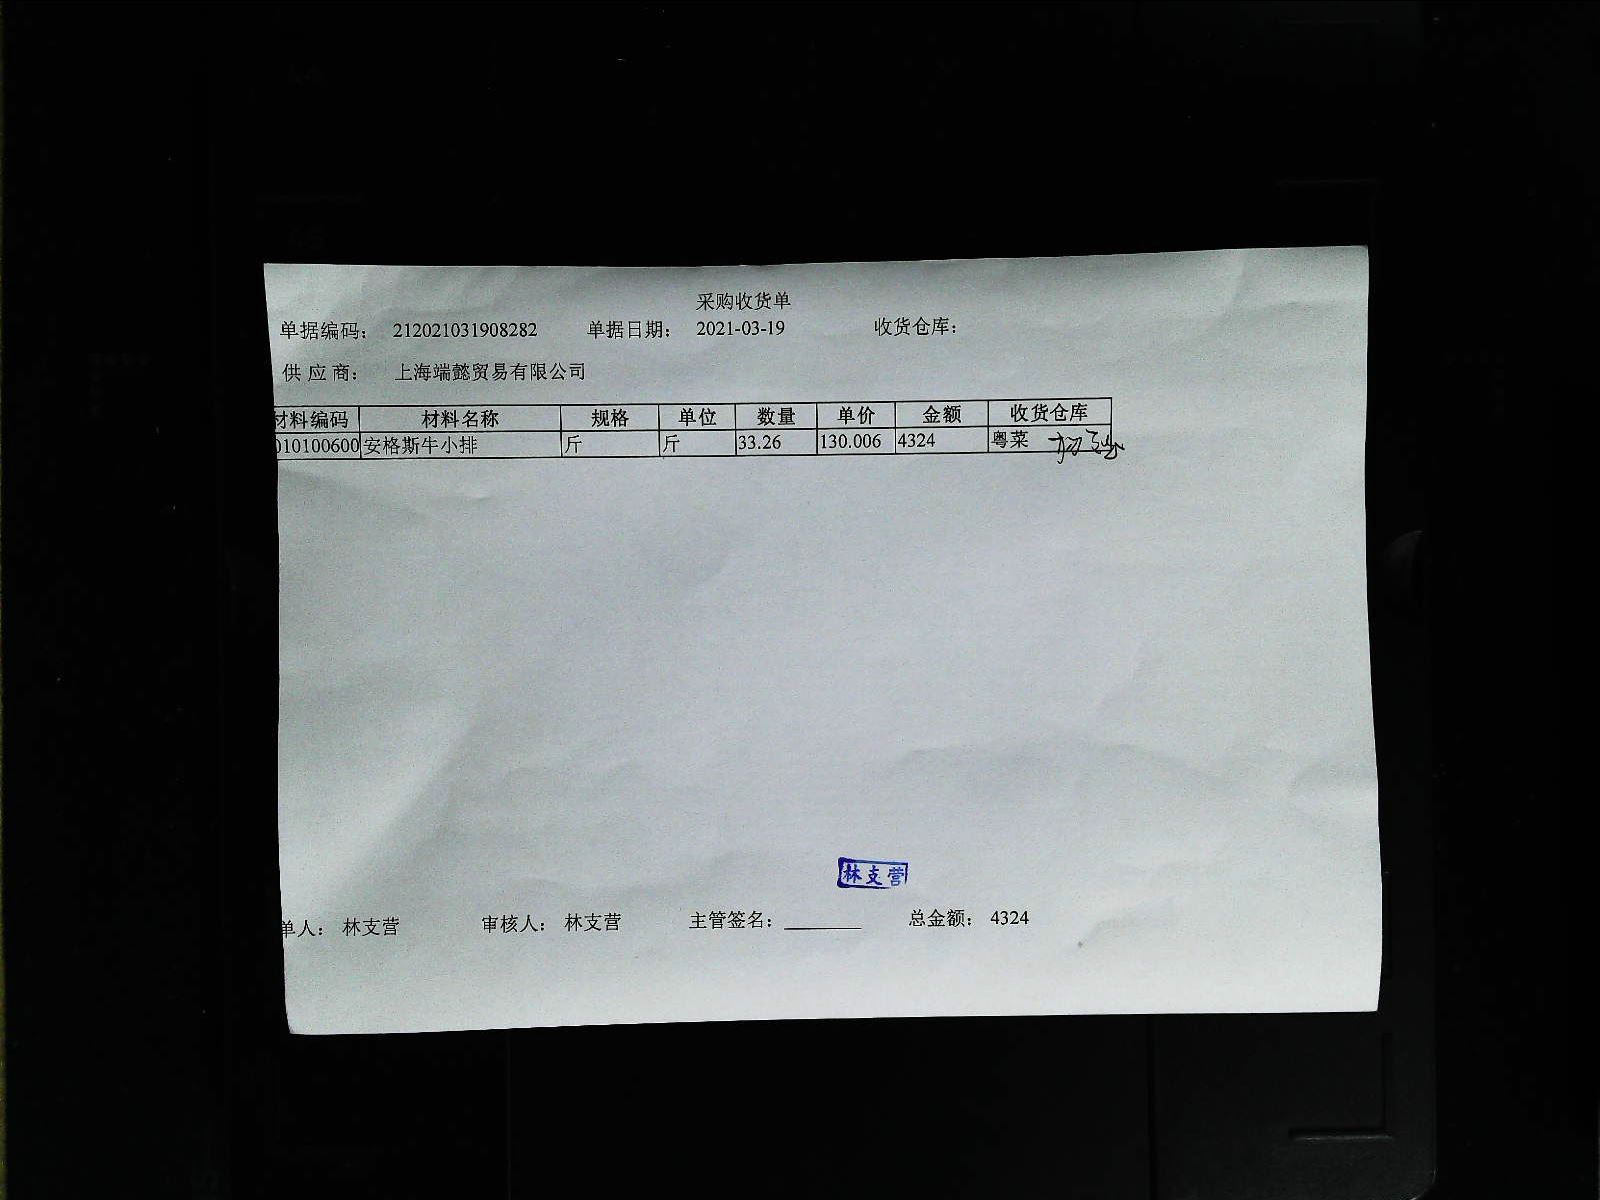 采购收货单
单据编码： 212021031908282 单据日期： 2021-03-19 收货仓库：
供 应 商： 上海端懿贸易有限公司
材料编码 材料名称 规格 单位 数量 单价 金额 收货仓库
010100600 安格斯牛小排 斤 斤 33.26 130.006 4324 粤菜
林支营
单人： 林支营 审核人： 林支营 主管签名： 总金额： 4324